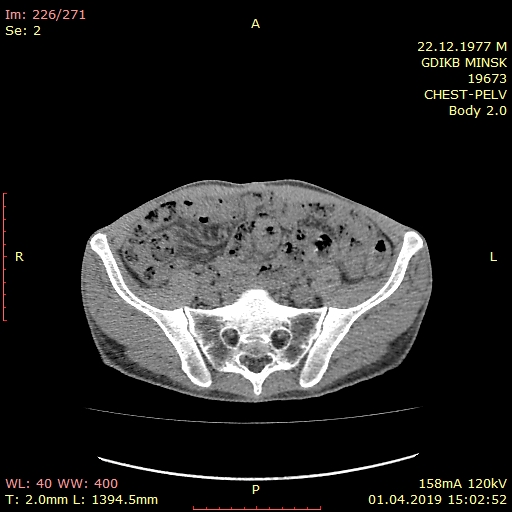 Im: 226/271
Se: 2
A
22.12.1977 M
GDIKB MINSK
19673
CHEST-PELV
Body 2.0
R
L
WL: 40 WW: 400
T: 2.0mm L: 1394.5mm
P
158mA 120kV
01.04.2019 15:02:52